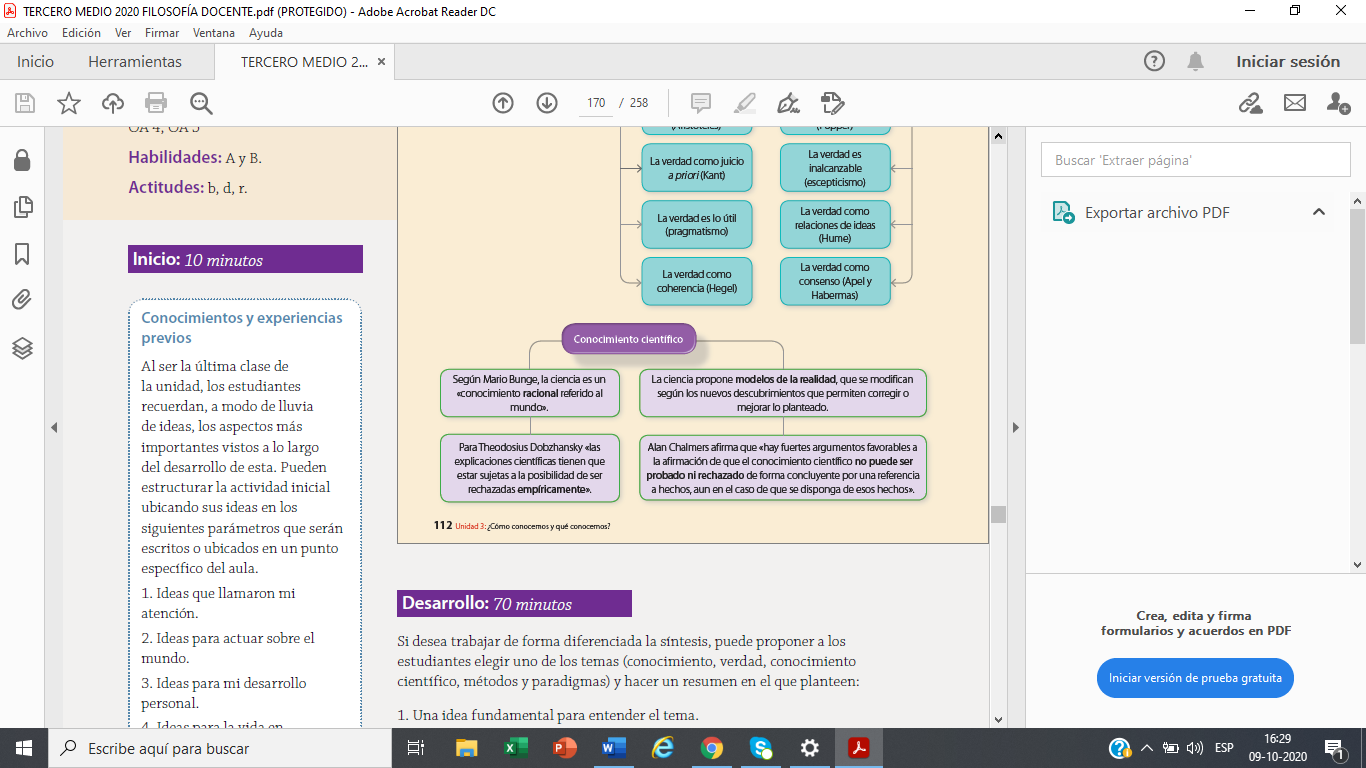 TERCERO MEDIO 2020 FILOSOFÍA DOCENTE.pdf (PROTEGIDO) - Adobe Acrobat Reader DC
Archivo Edición Ver Firmar Ventana Ayuda
Inicio Herramientas TERCERO MEDIO 2... × Iniciar sesión
170 / 258
OA 4, OA 5
Habilidades: A y B.
Actitudes: b, d, r.
Inicio: 10 minutos
Conocimientos y experiencias
previos
Al ser la última clase de
la unidad, los estudiantes
recuerdan, a modo de lluvia
de ideas, los aspectos más
importantes vistos a lo largo
del desarrollo de esta. Pueden
estructurar la actividad inicial
ubicando sus ideas en los
siguientes parámetros que serán
escritos o ubicados en un punto
específico del aula.
1. Ideas que llamaron mi
atención.
2. Ideas para actuar sobre el
mundo.
3. Ideas para mi desarrollo
personal.
4. Ideas para la vida en
(Aristóteles)
(Popper)
La verdad como juicio
a priori (Kant)
La verdad es
inalcanzable
(escepticismo)
La verdad es lo útil
(pragmatismo)
La verdad como
relaciones de ideas
(Hume)
La verdad como
coherencia (Hegel)
La verdad como
consenso (Apel y
Habermas)
Conocimiento científico
Según Mario Bunge, la ciencia es un
«conocimiento racional referido al
mundo».
La ciencia propone modelos de la realidad, que se modifican
según los nuevos descubrimientos que permiten corregir o
mejorar lo planteado.
Para Theodosius Dobzhansky «las
explicaciones científicas tienen que
estar sujetas a la posibilidad de ser
rechazadas empíricamente».
Alan Chalmers afirma que «hay fuertes argumentos favorables a
la afirmación de que el conocimiento científico no puede ser
probado ni rechazado de forma concluyente por una referencia
a hechos, aun en el caso de que se disponga de esos hechos».
112 Unidad 3: ¿Cómo conocemos y qué conocemos?
Desarrollo: 70 minutos
Si desea trabajar de forma diferenciada la síntesis, puede proponer a los
estudiantes elegir uno de los temas (conocimiento, verdad, conocimiento
científico, métodos y paradigmas) y hacer un resumen en el que planteen:
1. Una idea fundamental para entender el tema.
Buscar 'Extraer página'
Exportar archivo PDF
Crea, edita y firma
formularios y acuerdos en PDF
Iniciar versión de prueba gratuita
Escribe aquí para buscar
ESP
16:29
09-10-2020
1